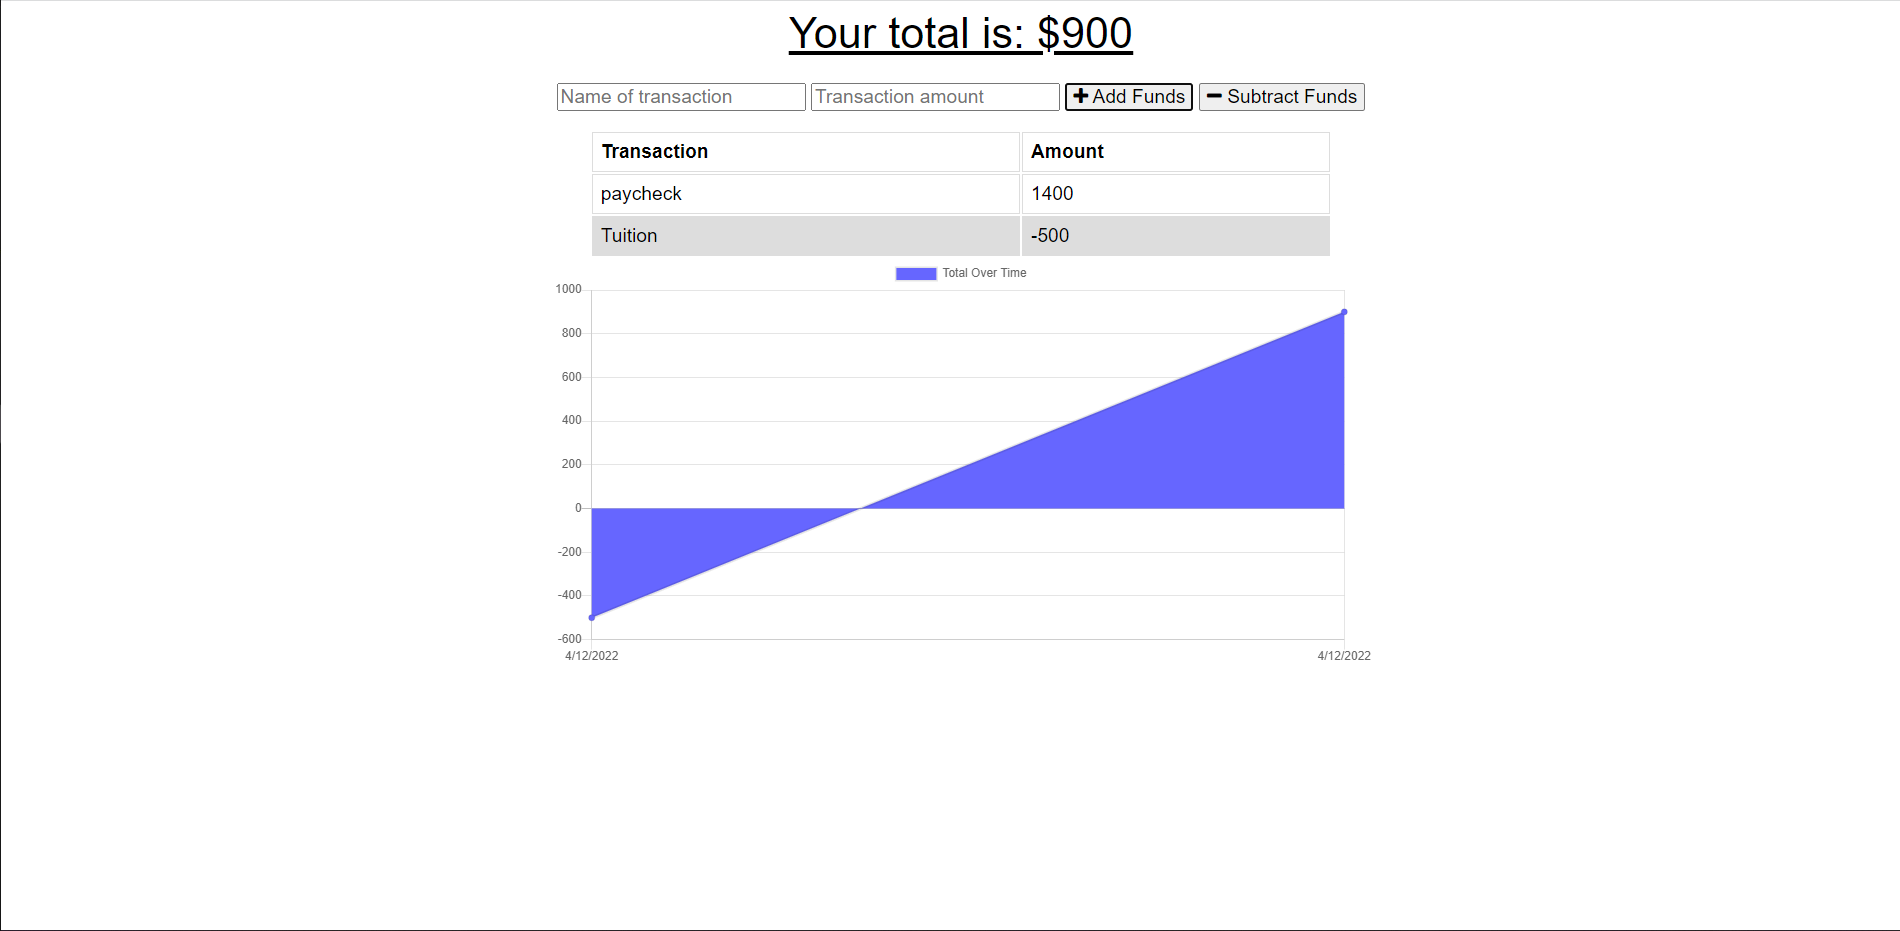 Your total is: $900
Name of transaction Transaction amount + Add Funds − Subtract Funds
Transaction Amount
paycheck 1400
Tuition -500
Total Over Time
1000
800
600
400
200
0
-200
-400
-600
4/12/2022 4/12/2022